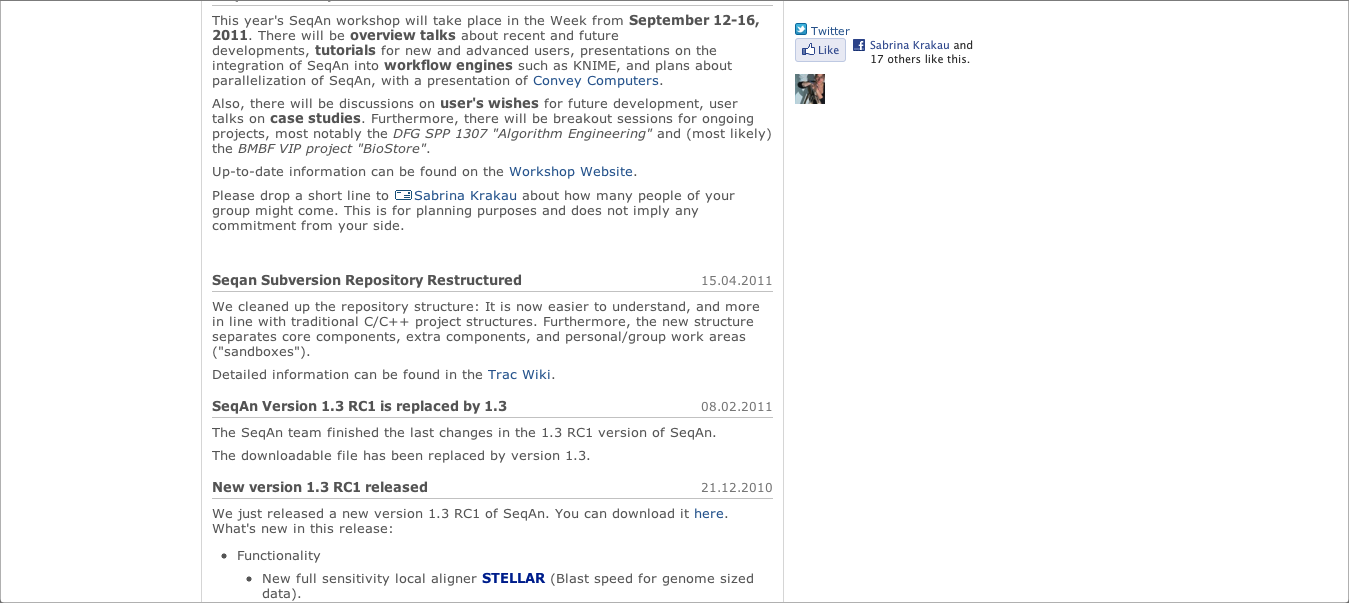 This year's SeqAn workshop will take place in the Week from September 12-16,
2011. There will be overview talks about recent and future
developments, tutorials for new and advanced users, presentations on the
integration of SeqAn into workflow engines such as KNIME, and plans about
parallelization of SeqAn, with a presentation of Convey Computers.
Also, there will be discussions on user's wishes for future development, user
talks on case studies. Furthermore, there will be breakout sessions for ongoing
projects, most notably the DFG SPP 1307 "Algorithm Engineering" and (most likely)
the BMBF VIP project "BioStore".
Up-to-date information can be found on the Workshop Website.
Please drop a short line to Sabrina Krakau about how many people of your
group might come. This is for planning purposes and does not imply any
commitment from your side.
Seqan Subversion Repository Restructured 15.04.2011
We cleaned up the repository structure: It is now easier to understand, and more
in line with traditional C/C++ project structures. Furthermore, the new structure
separates core components, extra components, and personal/group work areas
("sandboxes").
Detailed information can be found in the Trac Wiki.
SeqAn Version 1.3 RC1 is replaced by 1.3 08.02.2011
The SeqAn team finished the last changes in the 1.3 RC1 version of SeqAn.
The downloadable file has been replaced by version 1.3.
New version 1.3 RC1 released 21.12.2010
We just released a new version 1.3 RC1 of SeqAn. You can download it here.
What's new in this release:
• Functionality
• New full sensitivity local aligner STELLAR (Blast speed for genome sized
data).
Twitter
Like Sabrina Krakau and
17 others like this.